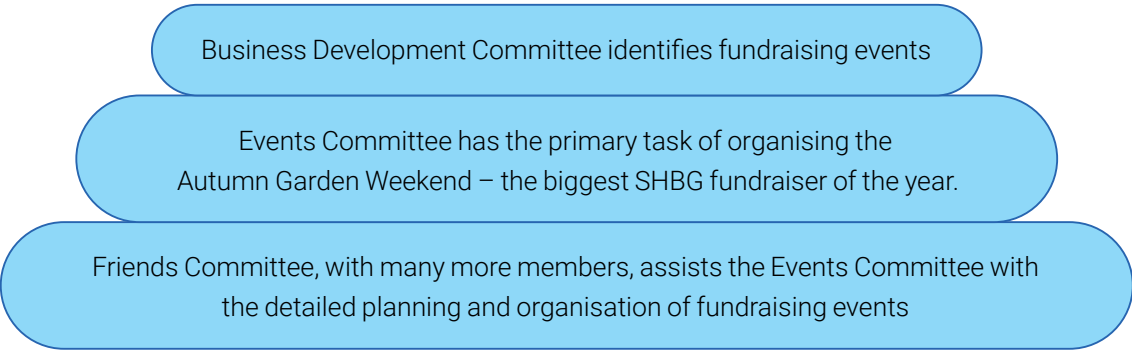 Business Development Committee identifies fundraising events
Events Committee has the primary task of organising the
Autumn Garden Weekend – the biggest SHBG fundraiser of the year.
Friends Committee, with many more members, assists the Events Committee with
the detailed planning and organisation of fundraising events